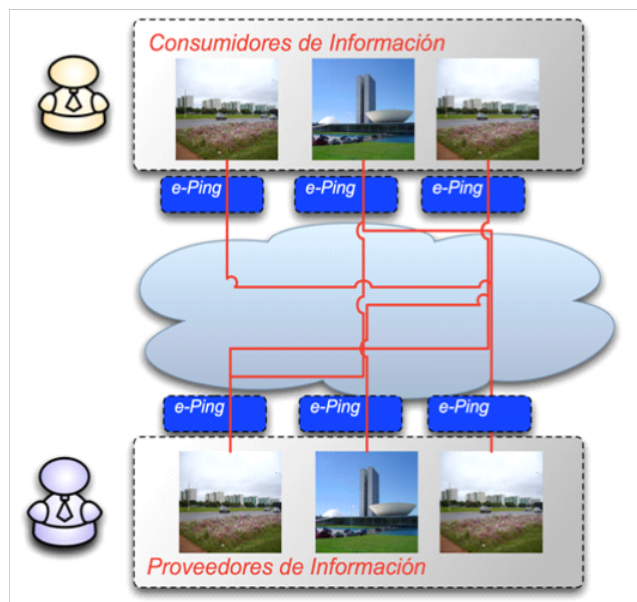 Consumidores de Información
e-Ping
e-Ping
e-Ping
e-Ping
e-Ping
e-Ping
Proveedores de Información